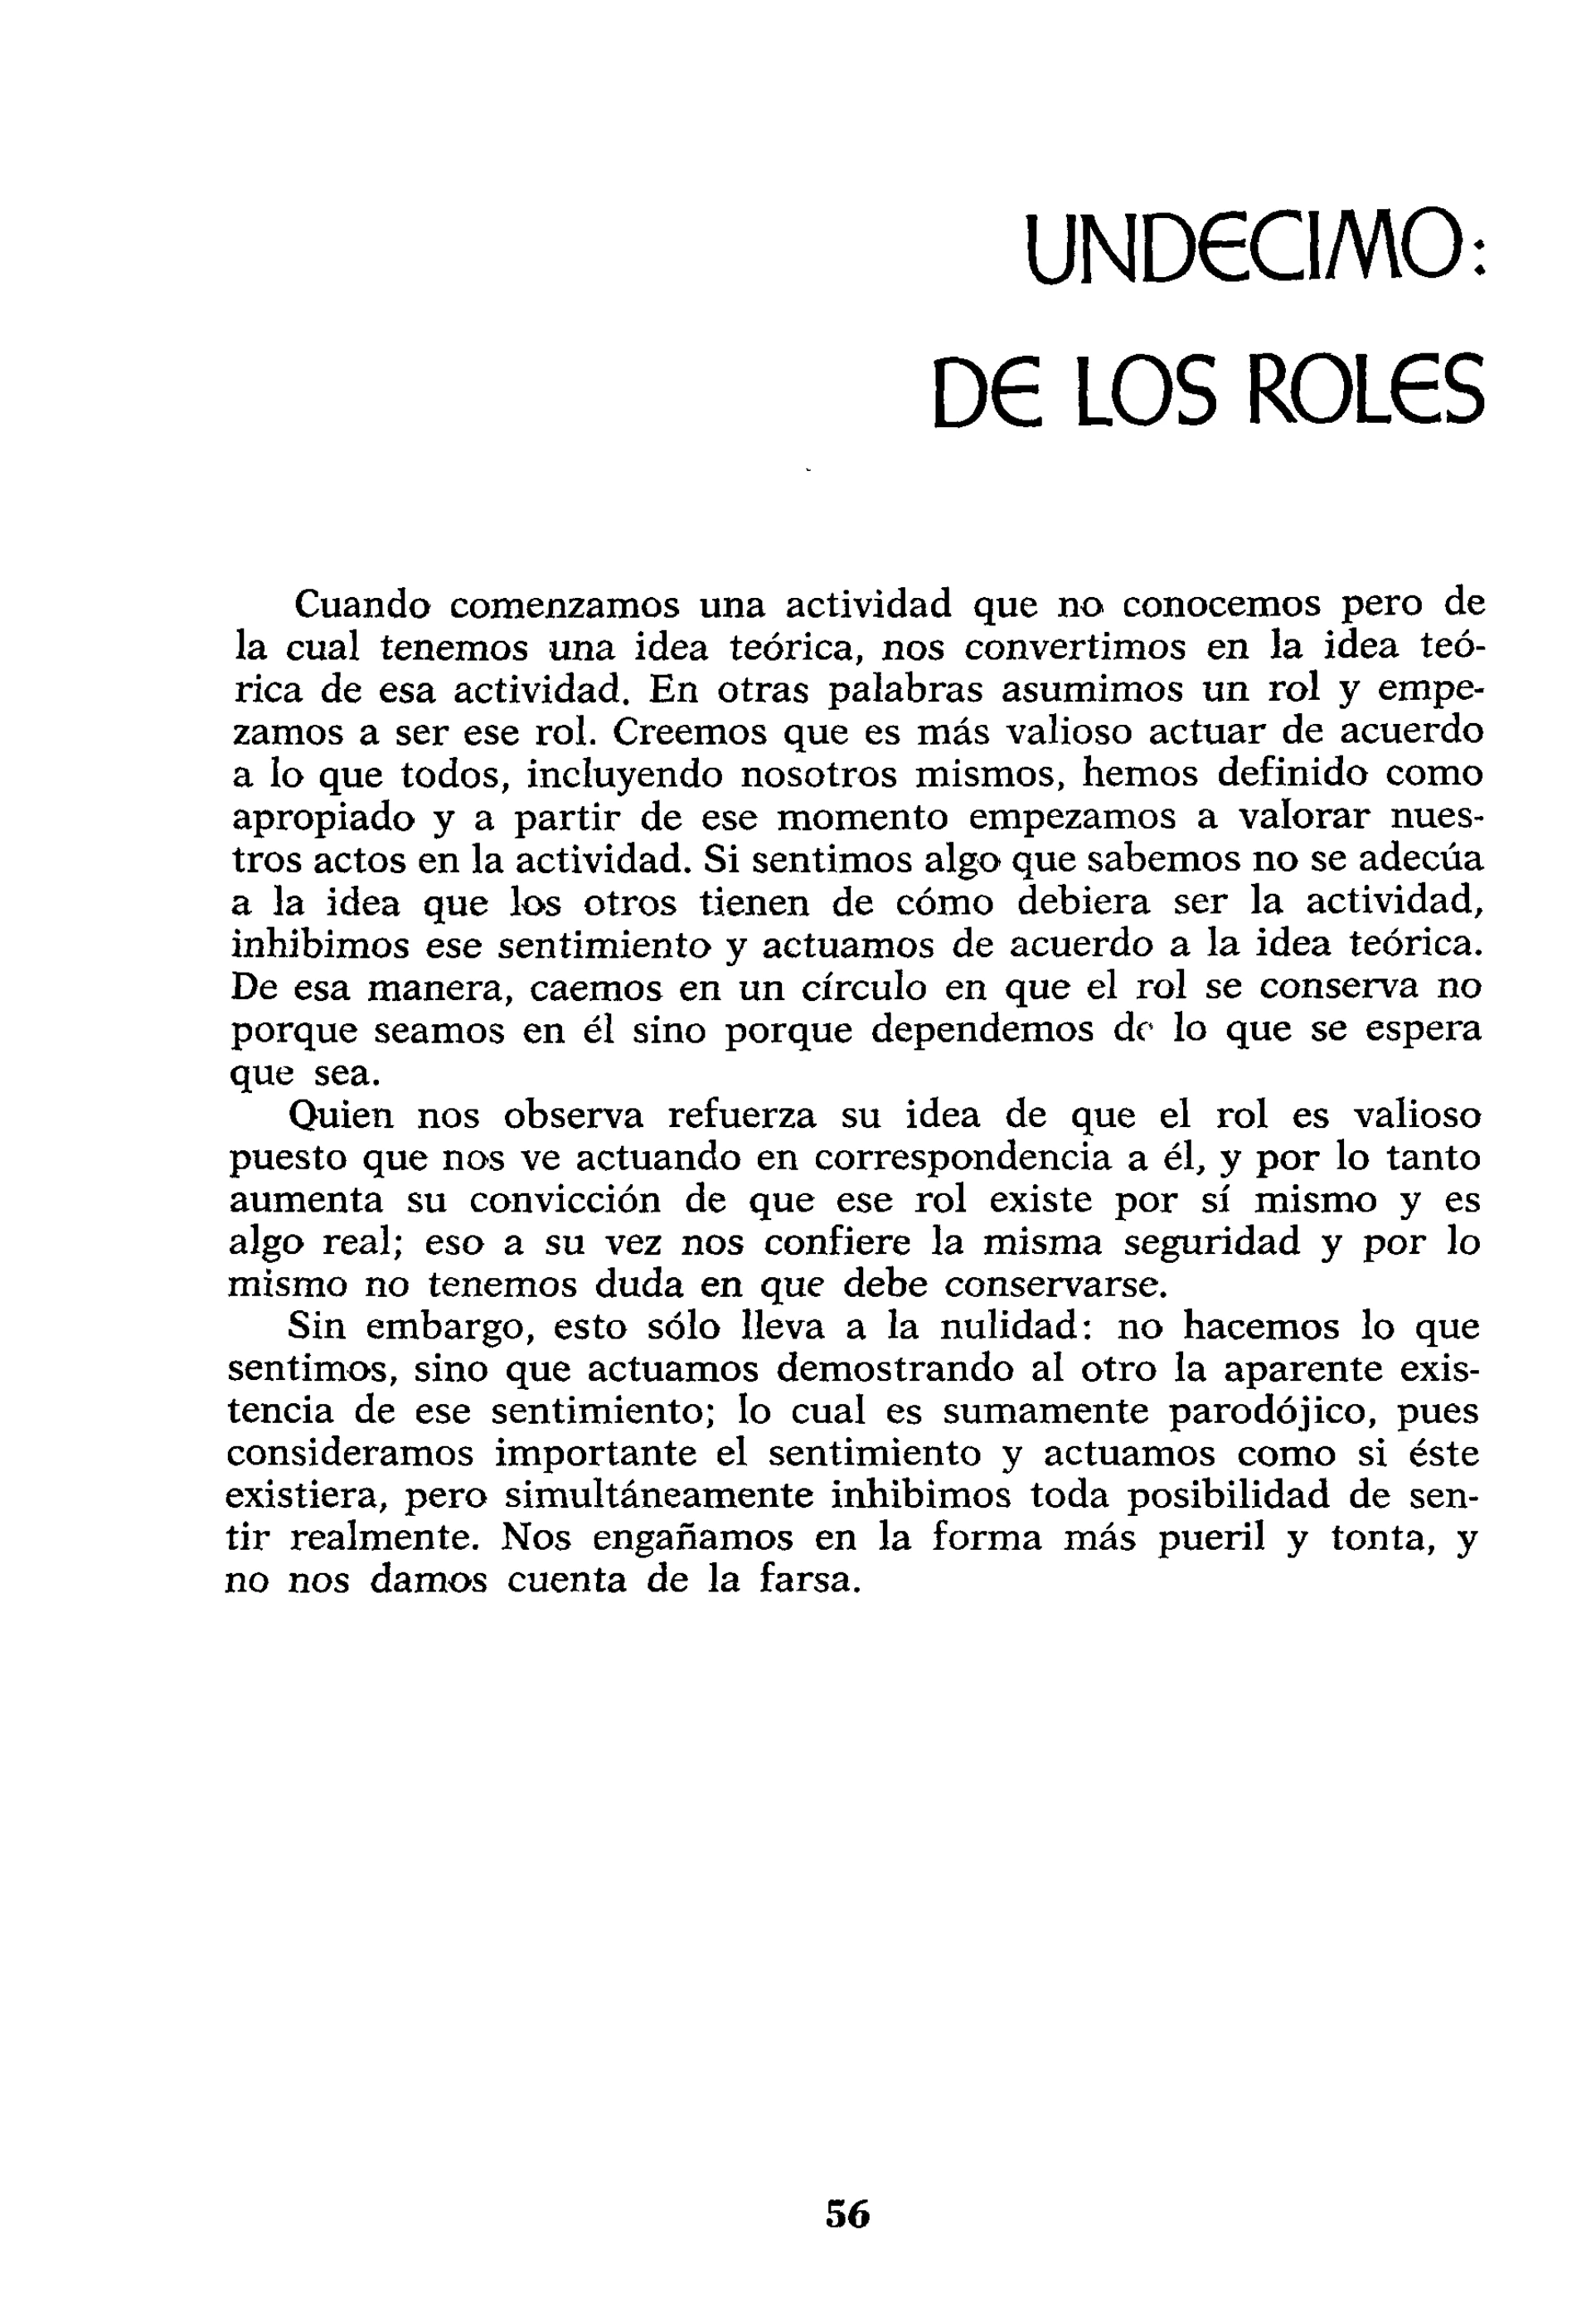 UNDECIMO:
DE LOS ROLES
Cuando comenzamos una actividad que no conocemos pero de
la cual tenemos una idea teórica, nos convertimos en la idea teó-
rica de esa actividad. En otras palabras asumimos un rol y empe-
zamos a ser ese rol. Creemos que es más valioso actuar de acuerdo
a lo que todos, incluyendo nosotros mismos, hemos definido como
apropiado y a partir de ese momento empezamos a valorar nues-
tros actos en la actividad. Si sentimos algo que sabemos no se adecúa
a la idea que los otros tienen de cómo debiera ser la actividad,
inhibimos ese sentimiento y actuamos de acuerdo a la idea teórica.
De esa manera, caemos en un círculo en que el rol se conserva no
porque seamos en él sino porque dependemos de lo que se espera
que sea.
Quien nos observa refuerza su idea de que el rol es valioso
puesto que nos ve actuando en correspondencia a él, y por lo tanto
aumenta su convicción de que ese rol existe por sí mismo y es
algo real; eso a su vez nos confiere la misma seguridad y por lo
mismo no tenemos duda en que debe conservarse.
Sin embargo, esto sólo lleva a la nulidad: no hacemos lo que
sentimos, sino que actuamos demostrando al otro la aparente exis-
tencia de ese sentimiento; lo cual es sumamente parodójico, pues
consideramos importante el sentimiento y actuamos como si éste
existiera, pero simultáneamente inhibimos toda posibilidad de sen-
tir realmente. Nos engañamos en la forma más pueril y tonta, y
no nos damos cuenta de la farsa.
56